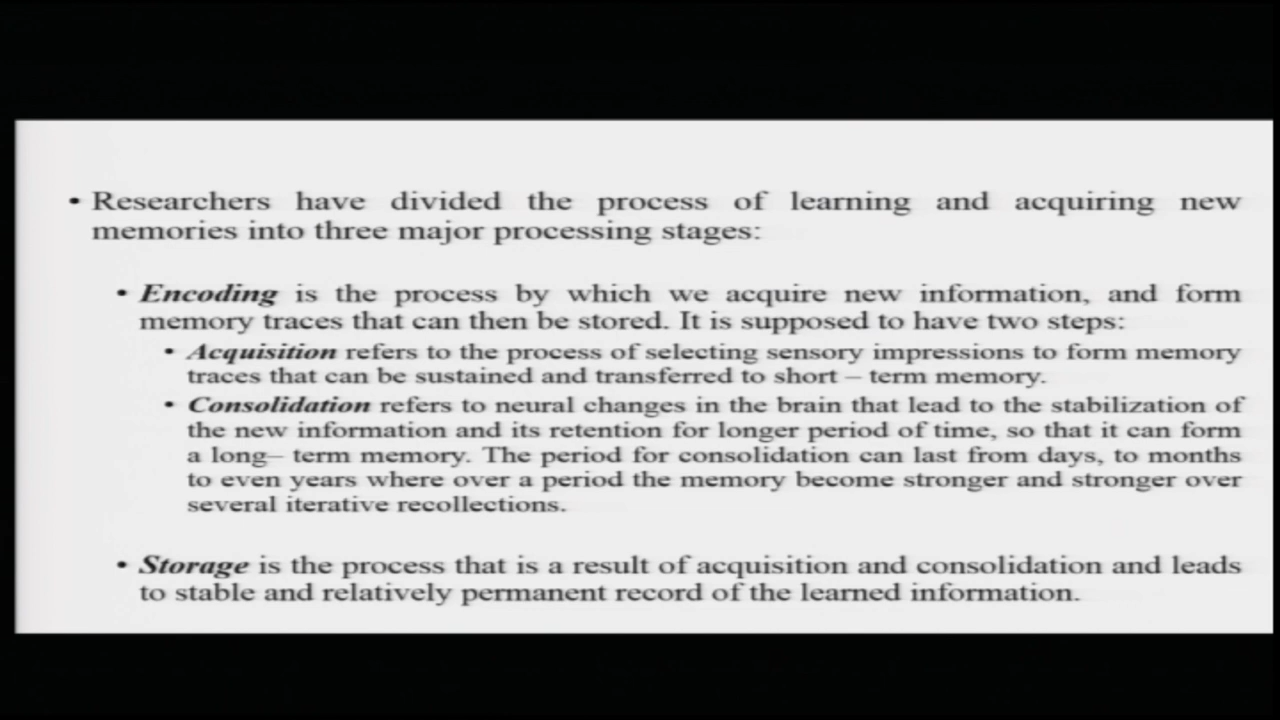 • Researchers have divided the process of learning and acquiring new
memories into three major processing stages:
• Encoding is the process by which we acquire new information, and form
memory traces that can then be stored. It is supposed to have two steps:
• Acquisition refers to the process of selecting sensory impressions to form memory
traces that can be sustained and transferred to short – term memory.
• Consolidation refers to neural changes in the brain that lead to the stabilization of
the new information and its retention for longer period of time, so that it can form
a long– term memory. The period for consolidation can last from days, to months
to even years where over a period the memory become stronger and stronger over
several iterative recollections.
• Storage is the process that is a result of acquisition and consolidation and leads
to stable and relatively permanent record of the learned information.